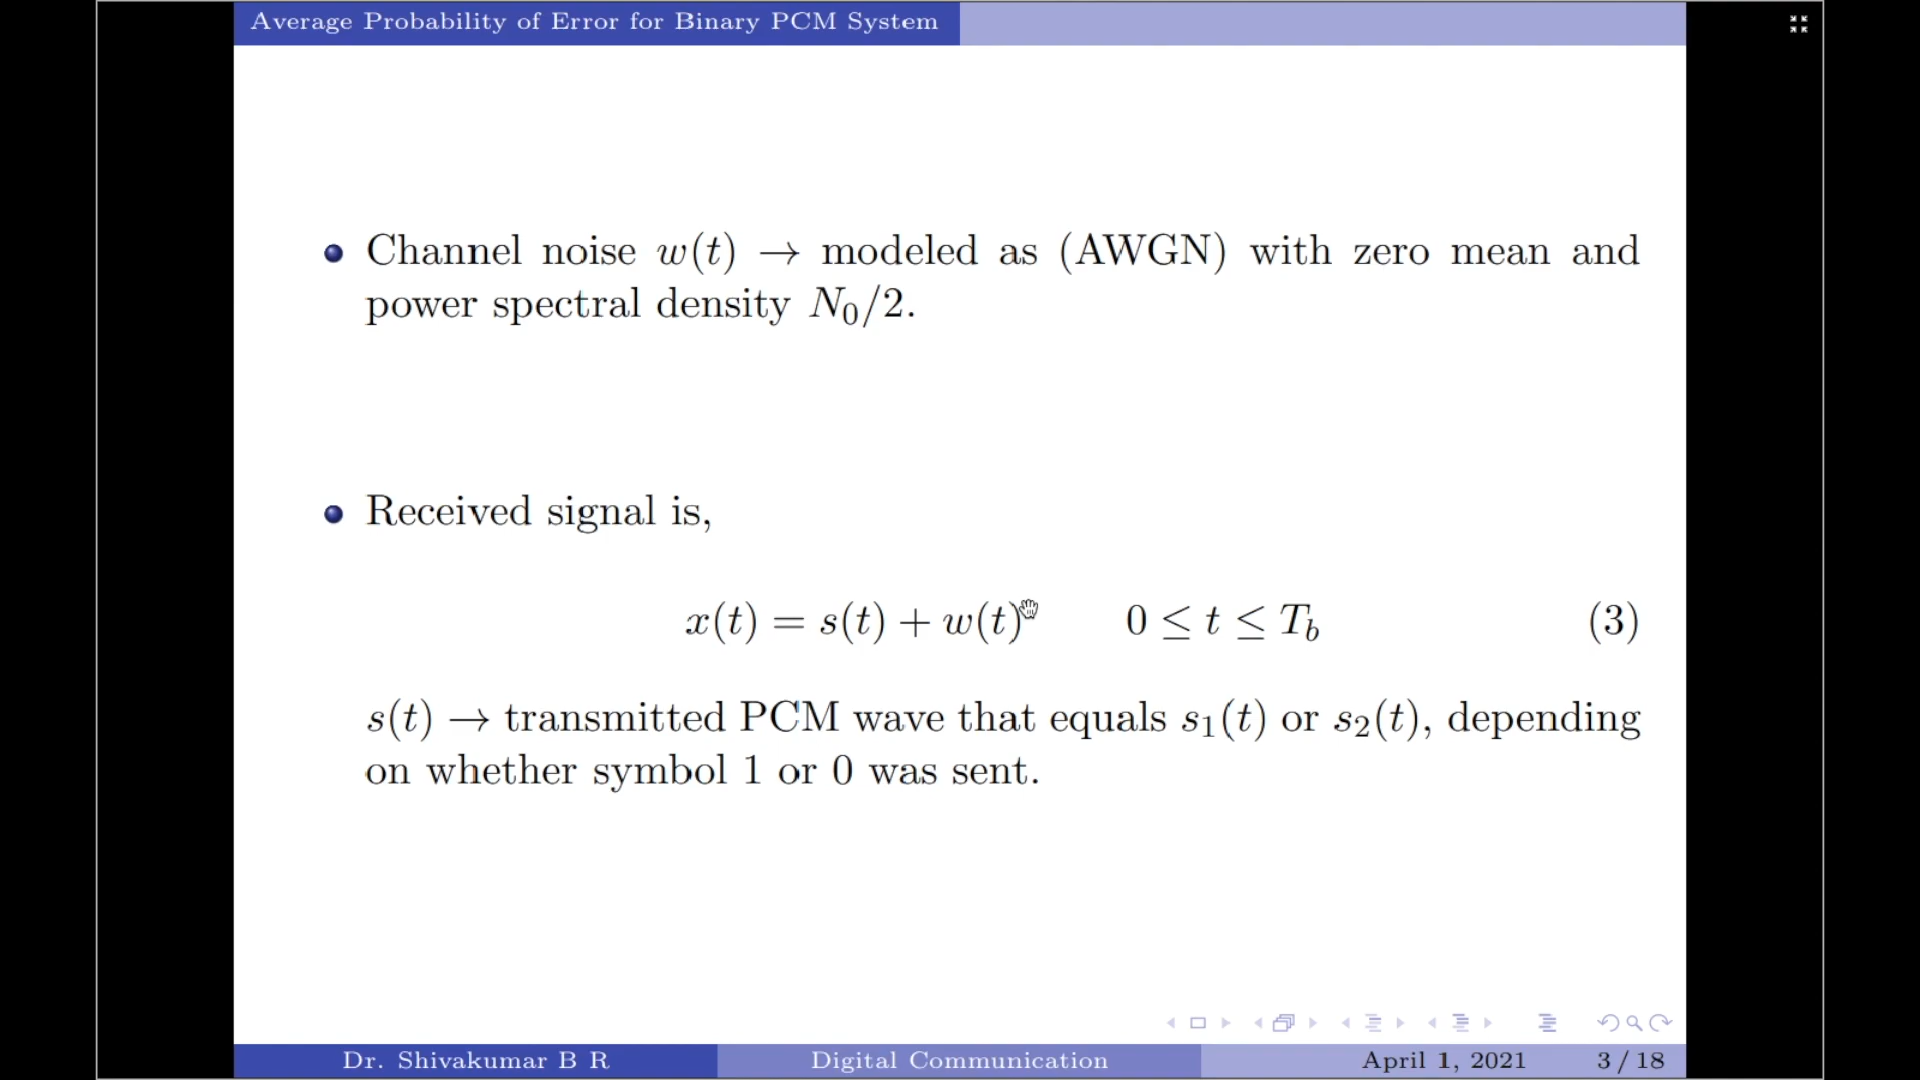 Average Probability of Error for Binary PCM System
Channel noise w(t) → modeled as (AWGN) with zero mean and
power spectral density N₀/2.
Received signal is,
x(t) = s(t) + w(t)    0 ≤ t ≤ T_b    (3)
s(t) → transmitted PCM wave that equals s₁(t) or s₂(t), depending
on whether symbol 1 or 0 was sent.
Dr. Shivakumar B R    Digital Communication    April 1, 2021    3 / 18